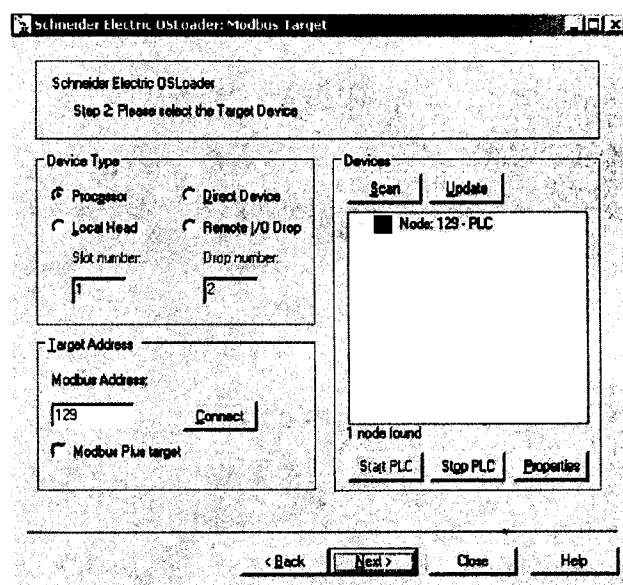 Schneider Electric OSLoader: Modbus Target
Schneider Electric OSLoader
Step 2: Please select the Target Device
Device Type
Processor
Direct Device
Local Head
Remote I/O Drop
Slot number:
Drop number:
1
2
Target Address
Modbus Address:
129
Connect
Modbus Plus target
Devices
Scan
Update
Node: 129 - PLC
1 node found
Start PLC
Stop PLC
Properties
< Back
Next >
Close
Help